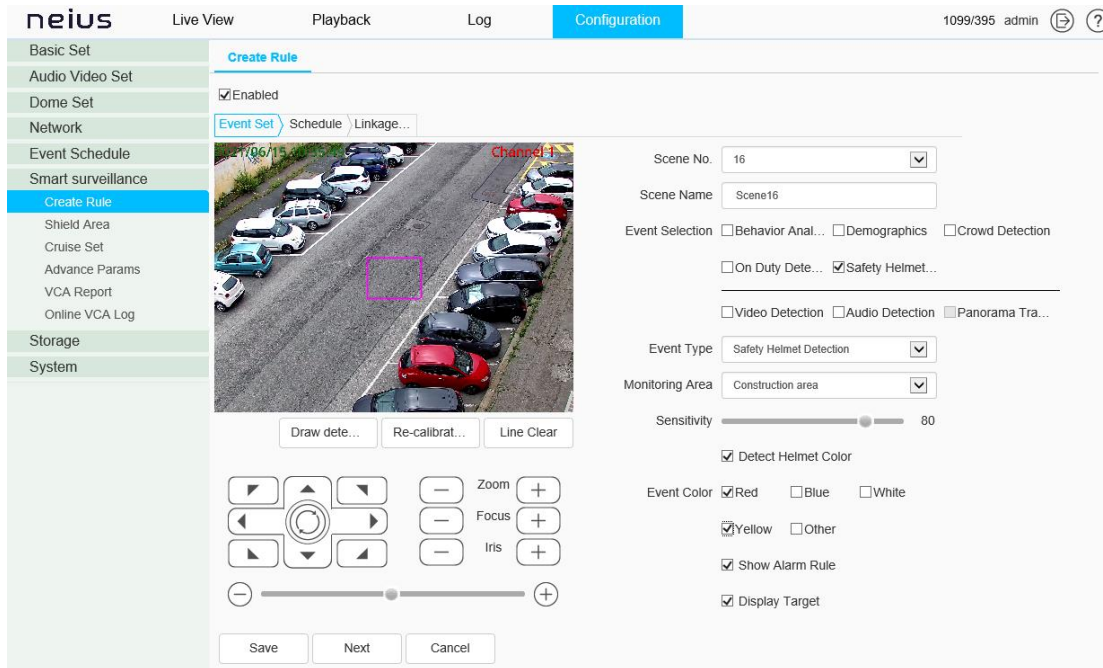 neius Live View Playback Log Configuration 1099/395 admin
Basic Set
Audio Video Set
Dome Set
Network
Event Schedule
Smart surveillance
Create Rule
Shield Area
Cruise Set
Advance Params
VCA Report
Online VCA Log
Storage
System
Create Rule
Enabled
Event Set Schedule Linkage...
Channel 1
Draw dete... Re-calibrat... Line Clear
Zoom
Focus
Iris
Save Next Cancel
Scene No. 16
Scene Name Scene16
Event Selection Behavior Anal... Demographics Crowd Detection
On Duty Dete... Safety Helmet...
Video Detection Audio Detection Panorama Tra...
Event Type Safety Helmet Detection
Monitoring Area Construction area
Sensitivity 80
Detect Helmet Color
Event Color Red Blue White
Yellow Other
Show Alarm Rule
Display Target